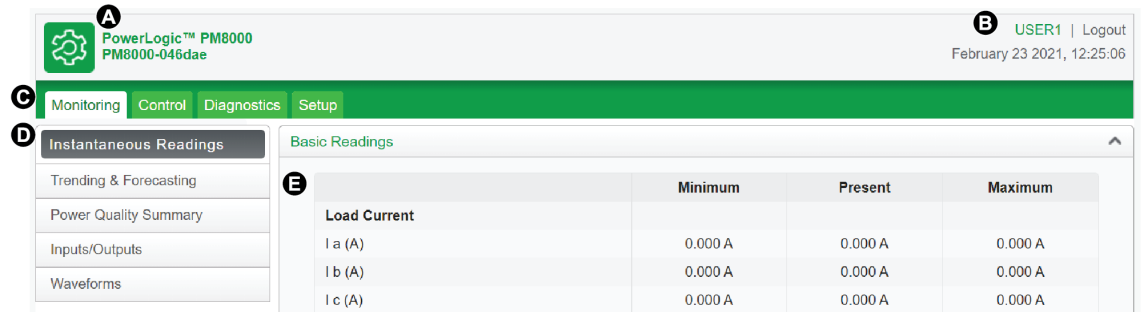 A
PowerLogic™ PM8000
PM8000-046dae
B
USER1 | Logout
February 23 2021, 12:25:06
C
Monitoring Control Diagnostics Setup
D
Instantaneous Readings
Trending & Forecasting
Power Quality Summary
Inputs/Outputs
Waveforms
Basic Readings
E
Minimum Present Maximum
Load Current
I a (A) 0.000 A 0.000 A 0.000 A
I b (A) 0.000 A 0.000 A 0.000 A
I c (A) 0.000 A 0.000 A 0.000 A